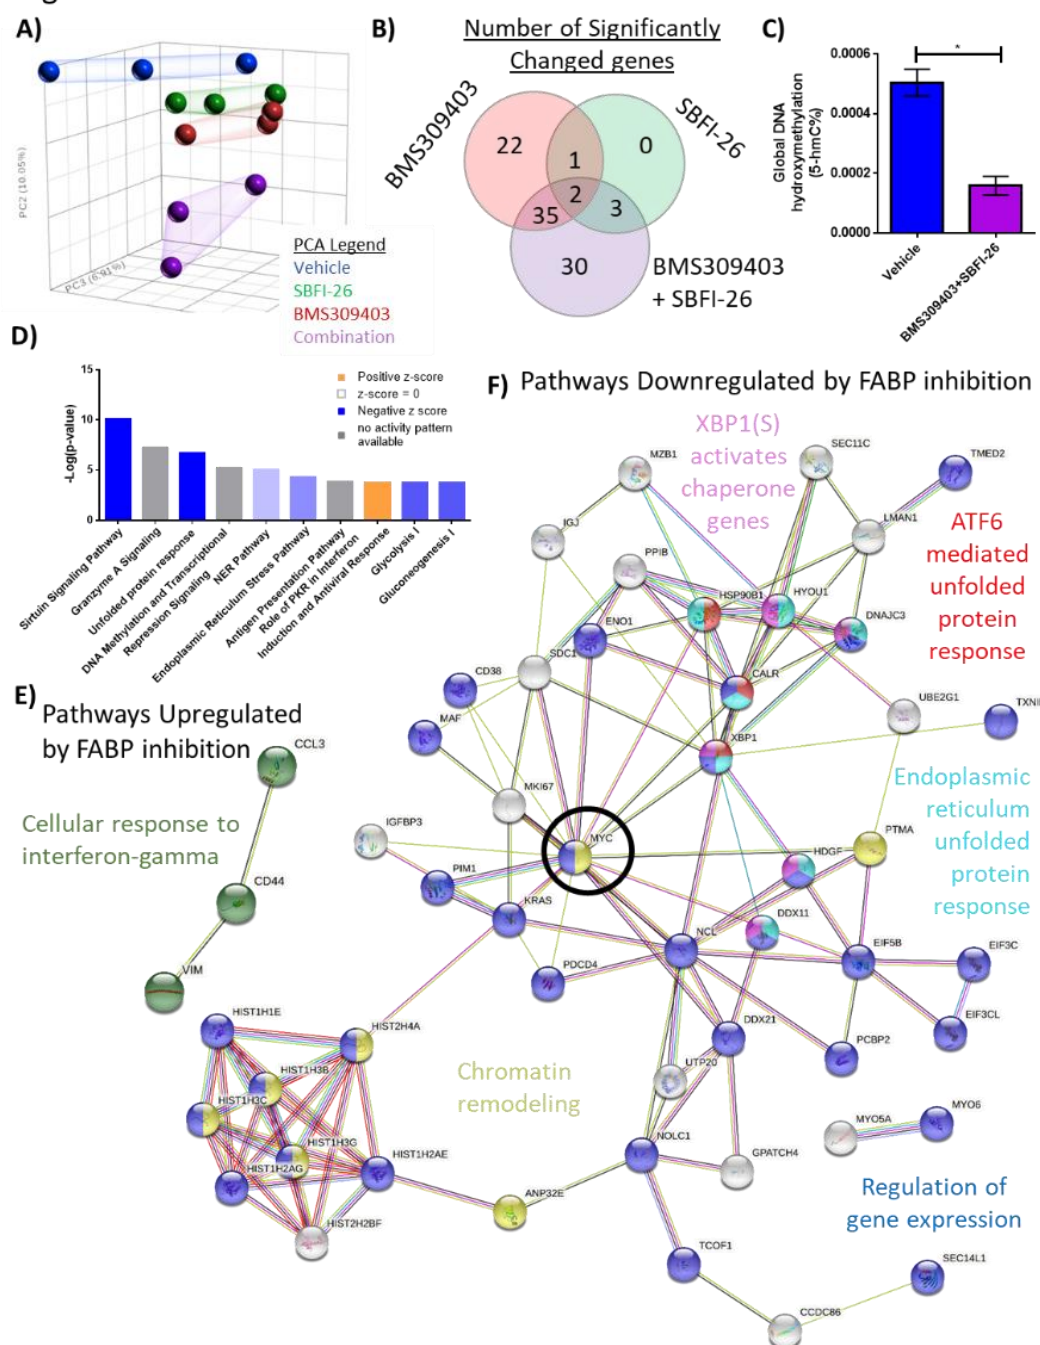 A)
PC2 (10.05%)
PC3 (6.91%)
PCA Legend
Vehicle
SBFI-26
BMS309403
Combination
B)
Number of Significantly
Changed genes
BMS309403
SBFI-26
22
1
0
2
35
3
30
BMS309403
+ SBFI-26
C)
Global DNA
hydroxymethylation
(5-hmC%)
0.0006
0.0004
0.0002
0.0000
*
Vehicle
BMS309403+SBFI-26
D)
-Log(p-value)
15
10
5
0
Positive z-score
z-score = 0
Negative z score
no activity pattern
available
Sirtuin Signaling Pathway
Granzyme A Signaling
Unfolded protein response
DNA Methylation and Transcriptional
Repression Signaling
NER Pathway
Endoplasmic Reticulum Stress Pathway
Antigen Presentation Pathway
Role of PKR in Interferon
Induction and Antiviral Response
Glycolysis I
Gluconeogenesis I
E)
Pathways Upregulated
by FABP inhibition
CCL3
Cellular response to
interferon-gamma
CD44
VIM
F)
Pathways Downregulated by FABP inhibition
XBP1(S)
activates
chaperone
genes
ATF6
mediated
unfolded
protein
response
Endoplasmic
reticulum
unfolded
protein
response
Chromatin
remodeling
Regulation of
gene expression
MZB1
SEC11C
TMED2
IGJ
LMAN1
PPIB
HSP90B1
HYOU1
DNAJC3
ENO1
SDC1
CALR
CD38
UBE2G1
MAF
XBP1
MKI67
IGFBP3
MYC
PTMA
HDGF
PIM1
KRAS
DDX11
NCL
EIF5B
EIF3C
PDCD4
EIF3CL
DDX21
PCBP2
HIST1H1E
HIST2H4A
UTP20
HIST1H3B
HIST1H3C
MYO5A
MYO6
HIST1H3G
NOLC1
HIST1H2AG
HIST1H2AE
GPATCH4
ANP32E
HIST2H2BF
TCOF1
SEC14L1
CCDC86